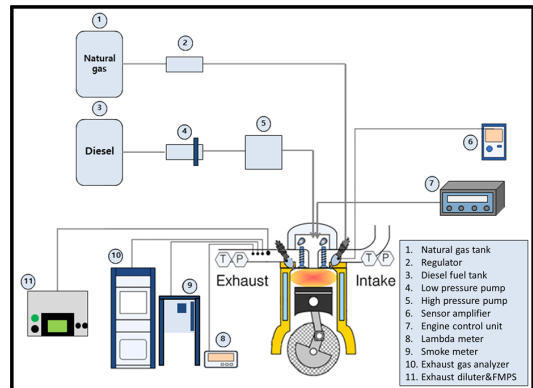 1
Natural
gas
2
3
Diesel
4
5
6
7
T P
Exhaust
T P
Intake
8
9
10
11
1. Natural gas tank
2. Regulator
3. Diesel fuel tank
4. Low pressure pump
5. High pressure pump
6. Sensor amplifier
7. Engine control unit
8. Lambda meter
9. Smoke meter
10. Exhaust gas analyzer
11. Exhaust diluter&FMPS